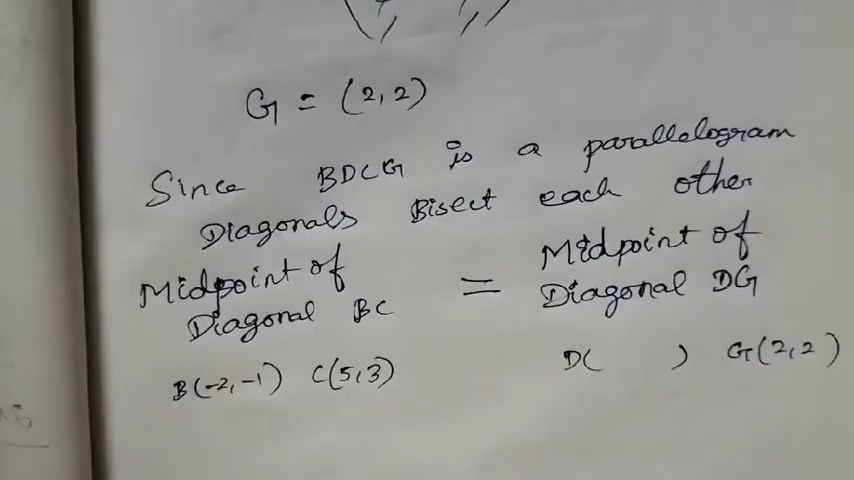 G = (2,2)
Since BDCG is a parallelogram
Diagonals Bisect each other
Midpoint of Diagonal BC = Midpoint of Diagonal DG
B(-2,-1) C(5,3) D( ) G(2,2)